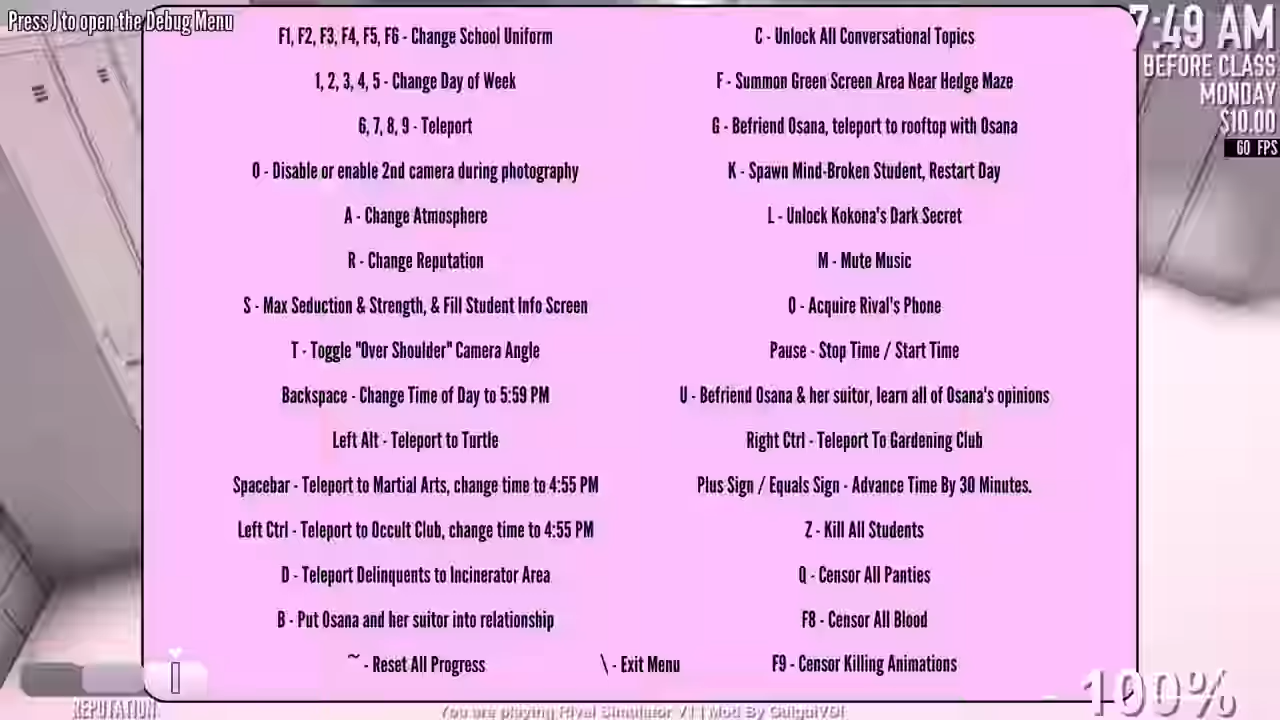 Press J to open the Debug Menu
7:49 AM
BEFORE CLASS
MONDAY
$10.00
60 FPS
F1, F2, F3, F4, F5, F6 - Change School Uniform
1, 2, 3, 4, 5 - Change Day of Week
6, 7, 8, 9 - Teleport
0 - Disable or enable 2nd camera during photography
A - Change Atmosphere
R - Change Reputation
S - Max Seduction & Strength, & Fill Student Info Screen
T - Toggle "Over Shoulder" Camera Angle
Backspace - Change Time of Day to 5:59 PM
Left Alt - Teleport to Turtle
Spacebar - Teleport to Martial Arts, change time to 4:55 PM
Left Ctrl - Teleport to Occult Club, change time to 4:55 PM
D - Teleport Delinquents to Incinerator Area
B - Put Osana and her suitor into relationship
~ - Reset All Progress
\ - Exit Menu
C - Unlock All Conversational Topics
F - Summon Green Screen Area Near Hedge Maze
G - Befriend Osana, teleport to rooftop with Osana
K - Spawn Mind-Broken Student, Restart Day
L - Unlock Kokona's Dark Secret
M - Mute Music
O - Acquire Rival's Phone
Pause - Stop Time / Start Time
U - Befriend Osana & her suitor, learn all of Osana's opinions
Right Ctrl - Teleport To Gardening Club
Plus Sign / Equals Sign - Advance Time By 30 Minutes.
Z - Kill All Students
Q - Censor All Panties
F8 - Censor All Blood
F9 - Censor Killing Animations
REPUTATION
You are playing Rival Simulator V1 | Mod By
100%